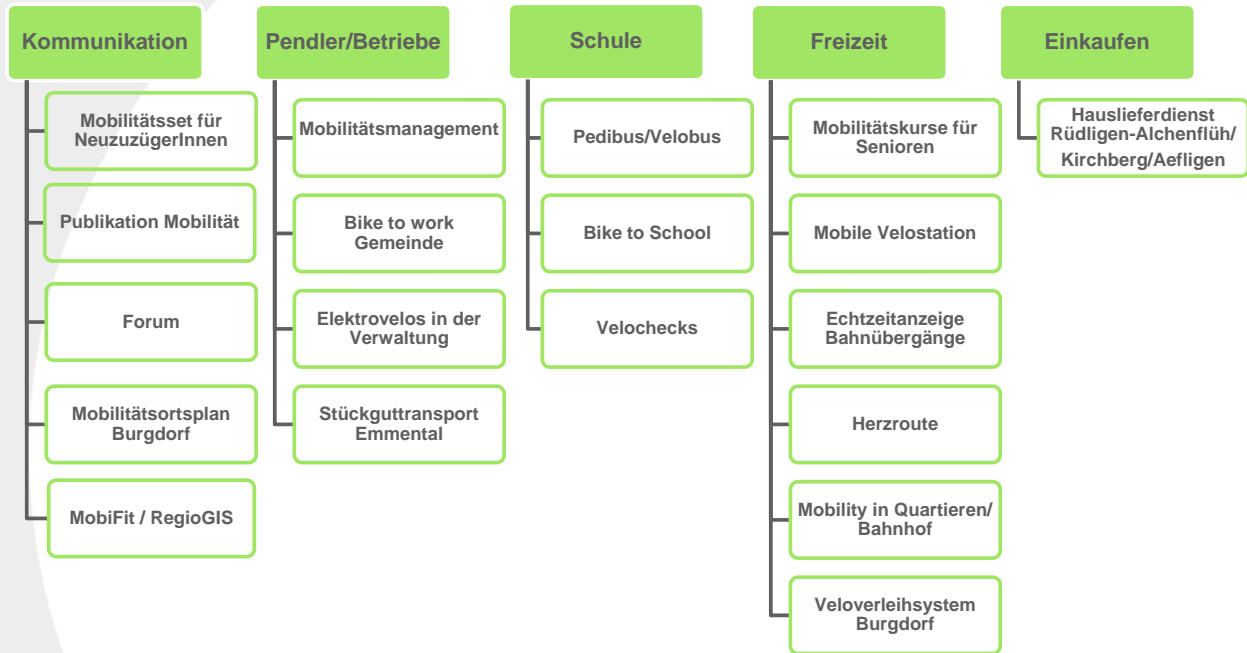 Kommunikation
Mobilitätsset für
NeuzuzügerInnen
Publikation Mobilität
Forum
Mobilitätsortsplan
Burgdorf
MobiFit / RegioGIS
Pendler/Betriebe
Mobilitätsmanagement
Bike to work
Gemeinde
Elektrovelos in der
Verwaltung
Stückguttransport
Emmental
Schule
Pedibus/Velobus
Bike to School
Velochecks
Freizeit
Mobilitätskurse für
Senioren
Mobile Velostation
Echtzeitanzeige
Bahnübergänge
Herzroute
Mobility in Quartieren/
Bahnhof
Veloverleihsystem
Burgdorf
Einkaufen
Hauslieferdienst
Rüdligen-Alchenflüh/
Kirchberg/Aefligen